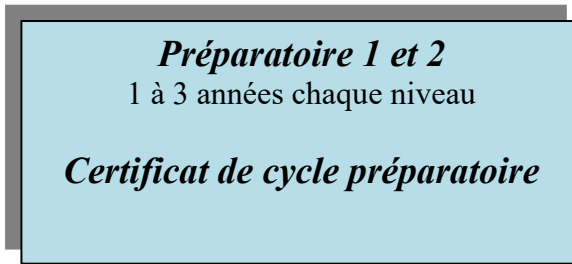 Préparatoire 1 et 2
1 à 3 années chaque niveau
Certificat de cycle préparatoire